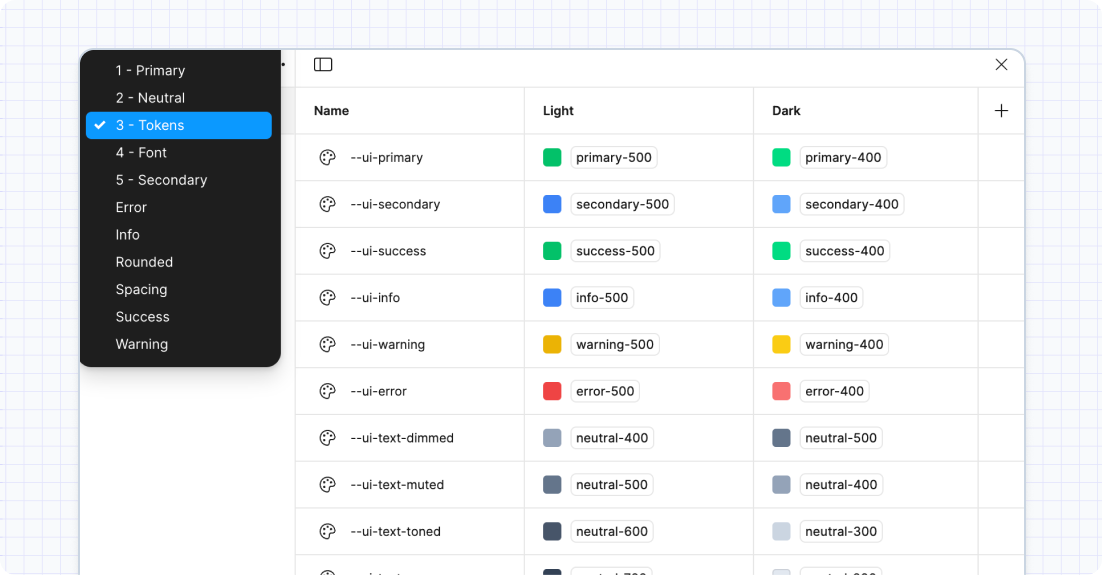 1 - Primary
2 - Neutral
3 - Tokens
4 - Font
5 - Secondary
Error
Info
Rounded
Spacing
Success
Warning
Name Light Dark
--ui-primary primary-500 primary-400
--ui-secondary secondary-500 secondary-400
--ui-success success-500 success-400
--ui-info info-500 info-400
--ui-warning warning-500 warning-400
--ui-error error-500 error-400
--ui-text-dimmed neutral-400 neutral-500
--ui-text-muted neutral-500 neutral-400
--ui-text-toned neutral-600 neutral-300